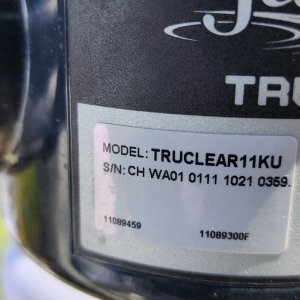 TRU
MODEL: TRUCLEAR11KU
S/N: CH WA01 0111 1021 0359.
11089459
11089300F